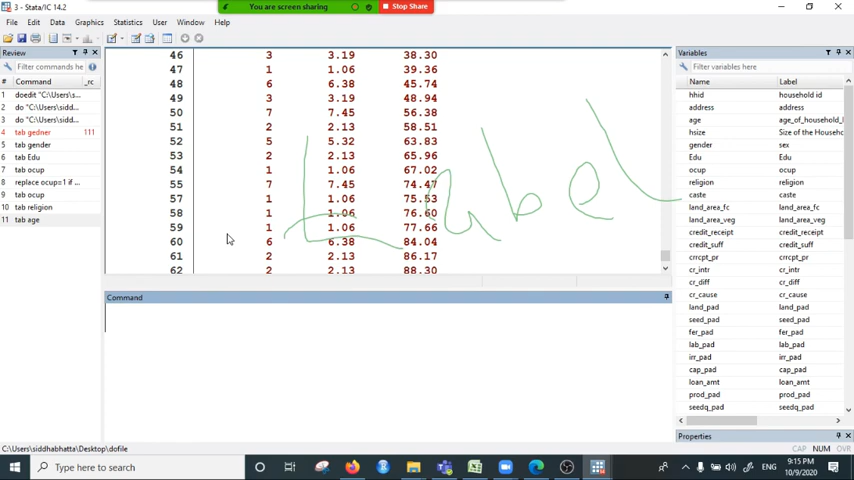 You are screen sharing
Stop Share
3 - Stata/IC 14.2
File Edit Data Graphics Statistics User Window Help
Review
Filter commands he
# Command _rc
1 doedit "C:\Users\s...
2 do "C:\Users\sidd...
3 do "C:\Users\sidd...
4 tab gedner 111
5 tab gender
6 tab Edu
7 tab ocup
8 replace ocup=1 if ...
9 tab ocup
10 tab religion
11 tab age
46 3 3.19 38.30
47 1 1.06 39.36
48 6 6.38 45.74
49 3 3.19 48.94
50 7 7.45 56.38
51 2 2.13 58.51
52 5 5.32 63.83
53 2 2.13 65.96
54 1 1.06 67.02
55 7 7.45 74.47
57 1 1.06 75.53
58 1 1.06 76.60
59 1 1.06 77.66
60 6 6.38 84.04
61 2 2.13 86.17
62 2 2.13 88.30
Label
Command
Variables
Filter variables here
Name Label
hhid household id
address address
age age_of_household_
hsize Size of the Househo
gender sex
Edu Edu
ocup ocup
religion religion
caste caste
land_area_fc land_area_fc
land_area_veg land_area_veg
credit_receipt credit_receipt
credit_suff credit_suff
crrcpt_pr crrcpt_pr
cr_intr cr_intr
cr_diff cr_diff
cr_cause cr_cause
land_pad land_pad
seed_pad seed_pad
fer_pad fer_pad
lab_pad lab_pad
irr_pad irr_pad
cap_pad cap_pad
loan_amt loan_amt
prod_pad prod_pad
seedq_pad seedq_pad
Properties
C:\Users\siddhabhatta\Desktop\dofile
CAP NUM OVR
Type here to search
ENG
9:15 PM
10/9/2020